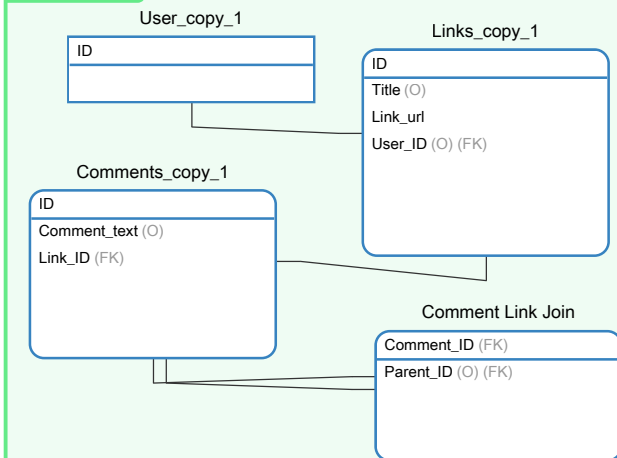 User_copy_1
ID
Links_copy_1
ID
Title (O)
Link_url
User_ID (O) (FK)
Comments_copy_1
ID
Comment_text (O)
Link_ID (FK)
Comment Link Join
Comment_ID (FK)
Parent_ID (O) (FK)